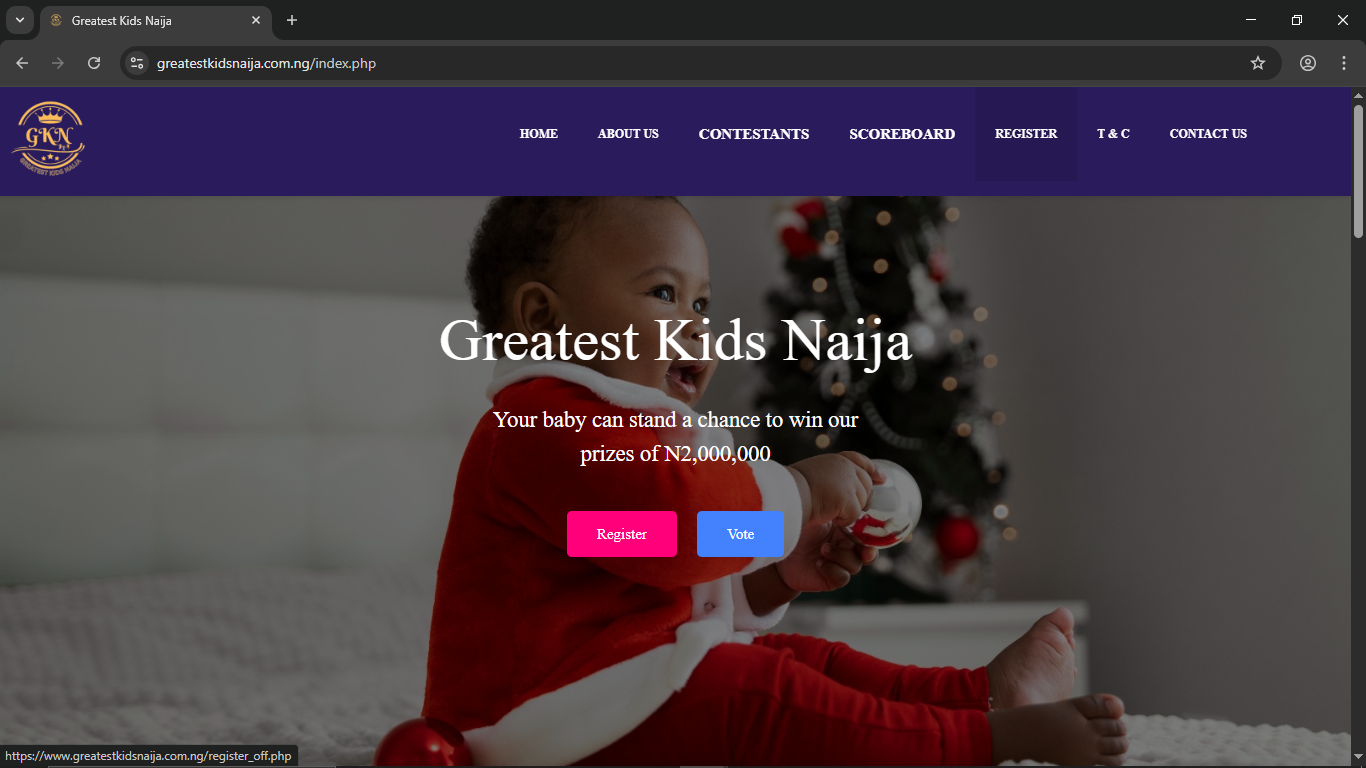 Greatest Kids Naija
greatestkidsnaija.com.ng/index.php
GKN
GREATEST KIDS NAIJA
HOME ABOUT US CONTESTANTS SCOREBOARD REGISTER T & C CONTACT US
Greatest Kids Naija
Your baby can stand a chance to win our
prizes of N2,000,000
Register Vote
https://www.greatestkidsnaija.com.ng/register_off.php